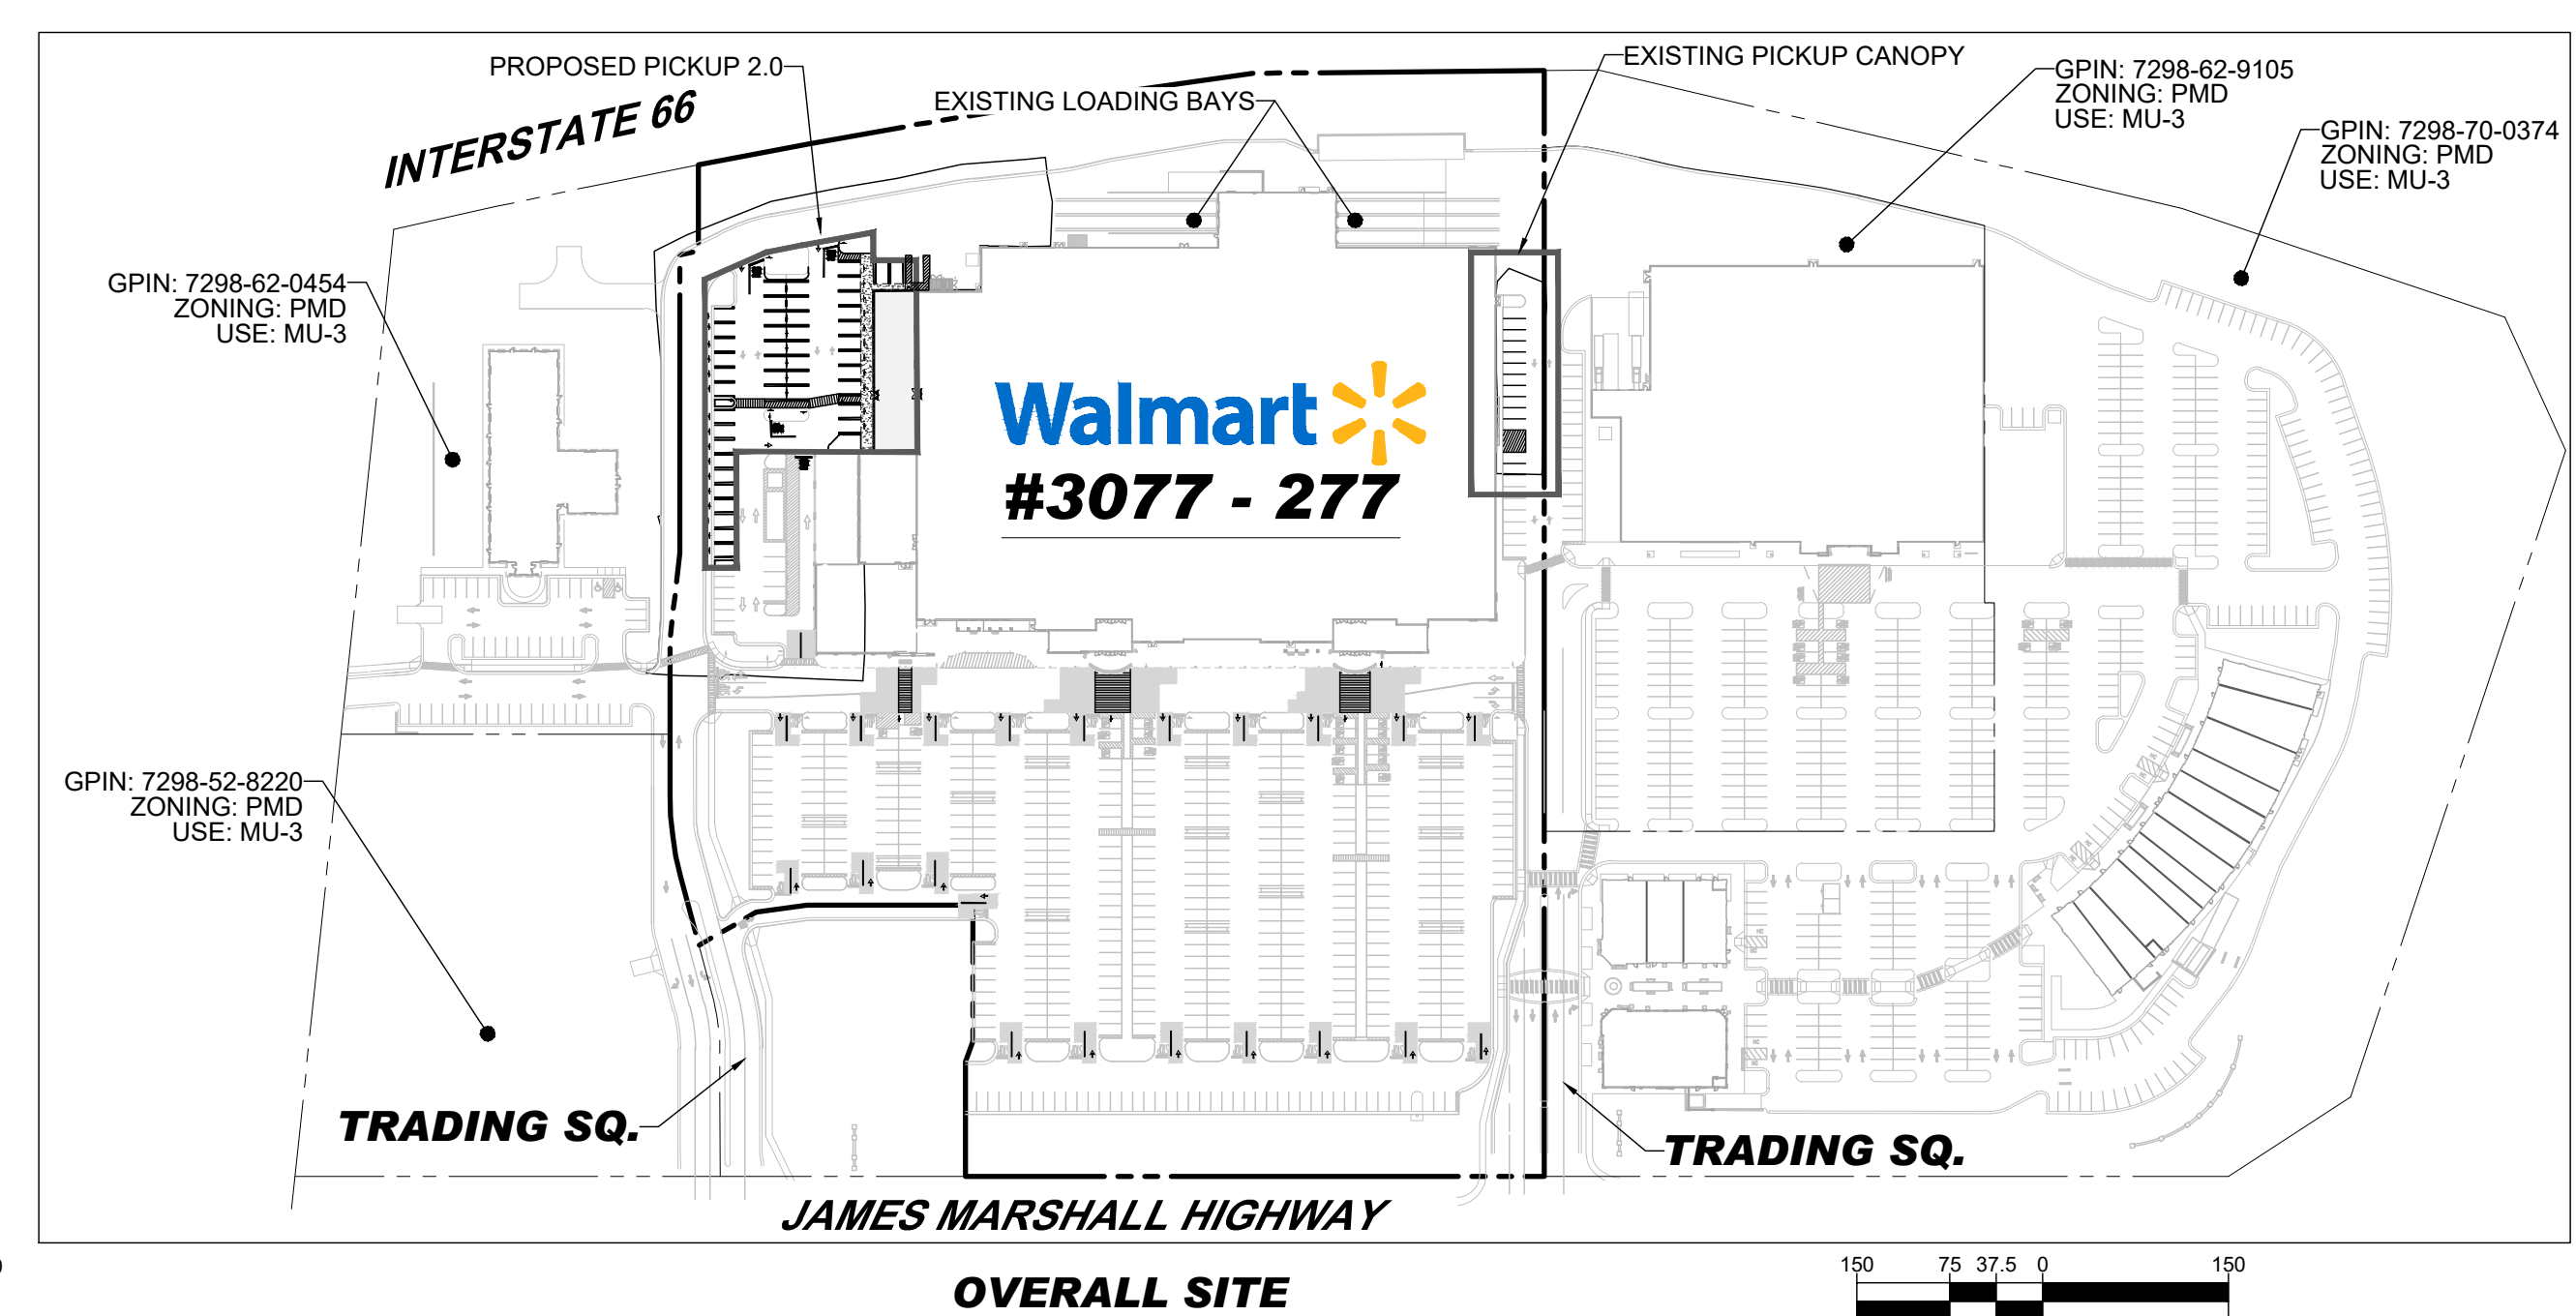 PROPOSED PICKUP 2.0
EXISTING PICKUP CANOPY
INTERSTATE 66
EXISTING LOADING BAYS
GPIN: 7298-62-9105
ZONING: PMD
USE: MU-3
GPIN: 7298-70-0374
ZONING: PMD
USE: MU-3
GPIN: 7298-62-0454
ZONING: PMD
USE: MU-3
Walmart
#3077 - 277
GPIN: 7298-52-8220
ZONING: PMD
USE: MU-3
TRADING SQ.
TRADING SQ.
JAMES MARSHALL HIGHWAY
OVERALL SITE
150 75 37.5 0 150